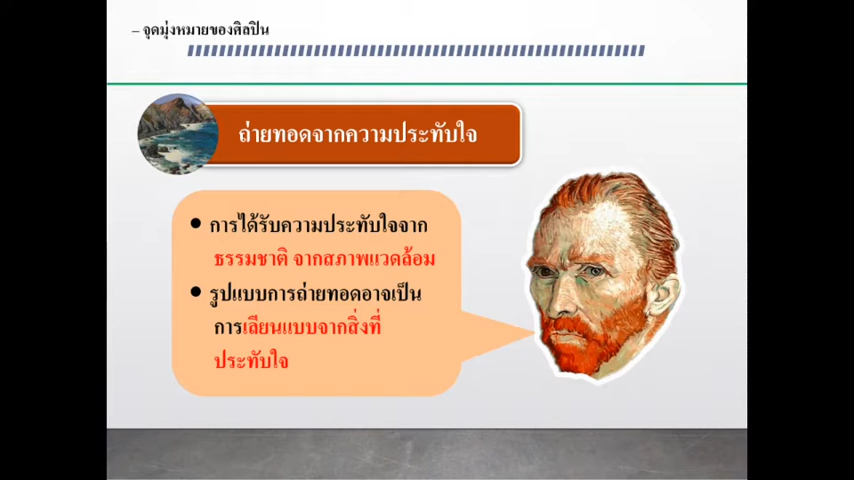 – จุดมุ่งหมายของศิลปิน
ถ่ายทอดจากความประทับใจ
• การได้รับความประทับใจจาก
ธรรมชาติ จากสภาพแวดล้อม
• รูปแบบการถ่ายทอดอาจเป็น
การเลียนแบบจากสิ่งที่
ประทับใจ